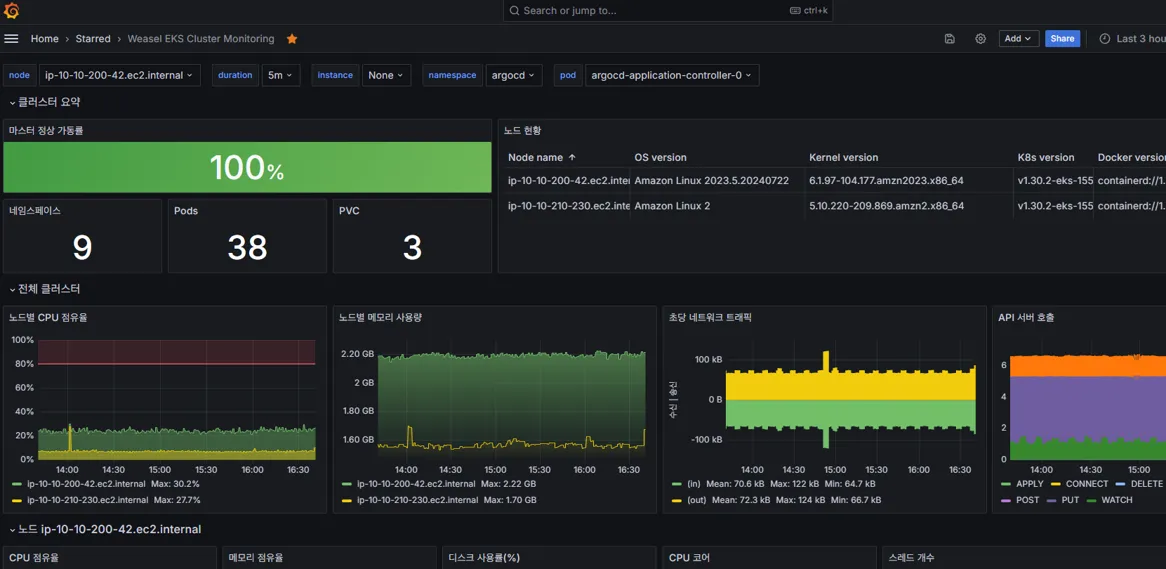 Search or jump to... ctrl+k
Home › Starred › Weasel EKS Cluster Monitoring Add Share Last 3 hou
node ip-10-10-200-42.ec2.internal duration 5m instance None namespace argocd pod argocd-application-controller-0
클러스터 요약
마스터 정상 가동률
100%
네임스페이스
9
Pods
38
PVC
3
노드 현황
Node name ↑ OS version Kernel version K8s version Docker version
ip-10-10-200-42.ec2.inter Amazon Linux 2023.5.20240722 6.1.97-104.177.amzn2023.x86_64 v1.30.2-eks-155 containerd://1.
ip-10-10-210-230.ec2.inte Amazon Linux 2 5.10.220-209.869.amzn2.x86_64 v1.30.2-eks-155 containerd://1.
전체 클러스터
노드별 CPU 점유율
100%
80%
60%
40%
20%
0%
14:00 14:30 15:00 15:30 16:00 16:30
ip-10-10-200-42.ec2.internal Max: 30.2%
ip-10-10-210-230.ec2.internal Max: 27.7%
노드별 메모리 사용량
2.20 GB
2 GB
1.80 GB
1.60 GB
14:00 14:30 15:00 15:30 16:00 16:30
ip-10-10-200-42.ec2.internal Max: 2.22 GB
ip-10-10-210-230.ec2.internal Max: 1.70 GB
초당 네트워크 트래픽
수신 | 송신
100 kB
0 B
-100 kB
14:00 14:30 15:00 15:30 16:00 16:30
(in) Mean: 70.6 kB Max: 122 kB Min: 64.7 kB
(out) Mean: 72.3 kB Max: 124 kB Min: 66.7 kB
API 서버 호출
6
4
2
0
14:00 14:30 15:00
APPLY CONNECT DELETE
POST PUT WATCH
노드 ip-10-10-200-42.ec2.internal
CPU 점유율
메모리 점유율
디스크 사용률(%)
CPU 코어
스레드 개수